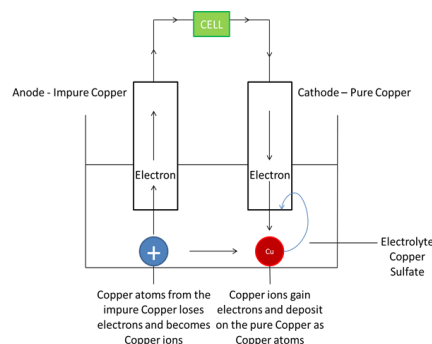 CELL
Anode - Impure Copper
Cathode – Pure Copper
Electron
Electron
+
Cu
Electrolyte
Copper
Sulfate
Copper atoms from the
impure Copper loses
electrons and becomes
Copper ions
Copper ions gain
electrons and deposit
on the pure Copper as
Copper atoms